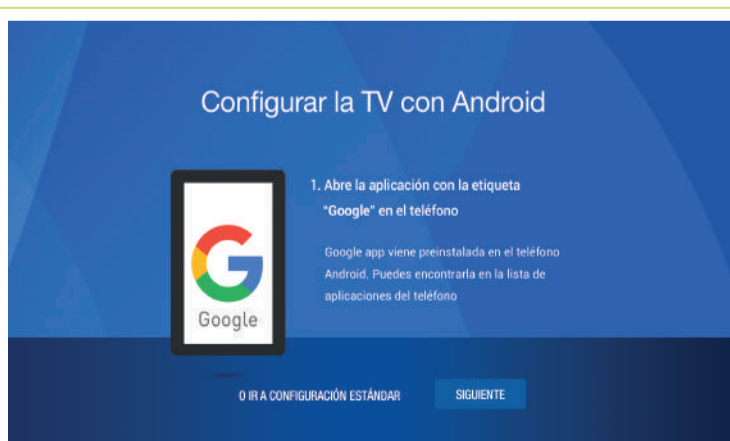 Configurar la TV con Android
1. Abre la aplicación con la etiqueta
"Google" en el teléfono
Google app viene preinstalada en el teléfono
Android. Puedes encontrarla en la lista de
aplicaciones del teléfono
Google
O IR A CONFIGURACIÓN ESTÁNDAR
SIGUIENTE